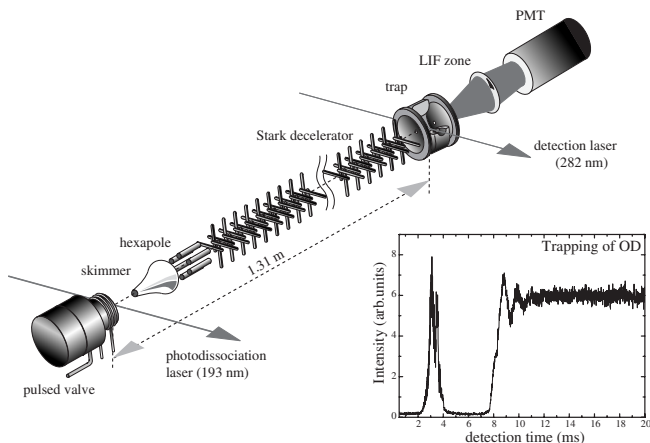 PMT
LIF zone
trap
Stark decelerator
detection laser
(282 nm)
hexapole
skimmer
1.31 m
photodissociation
laser (193 nm)
pulsed valve
Trapping of OD
Intensity (arb.units)
8
6
4
2
0
2 4 6 8 10 12 14 16 18 20
detection time (ms)